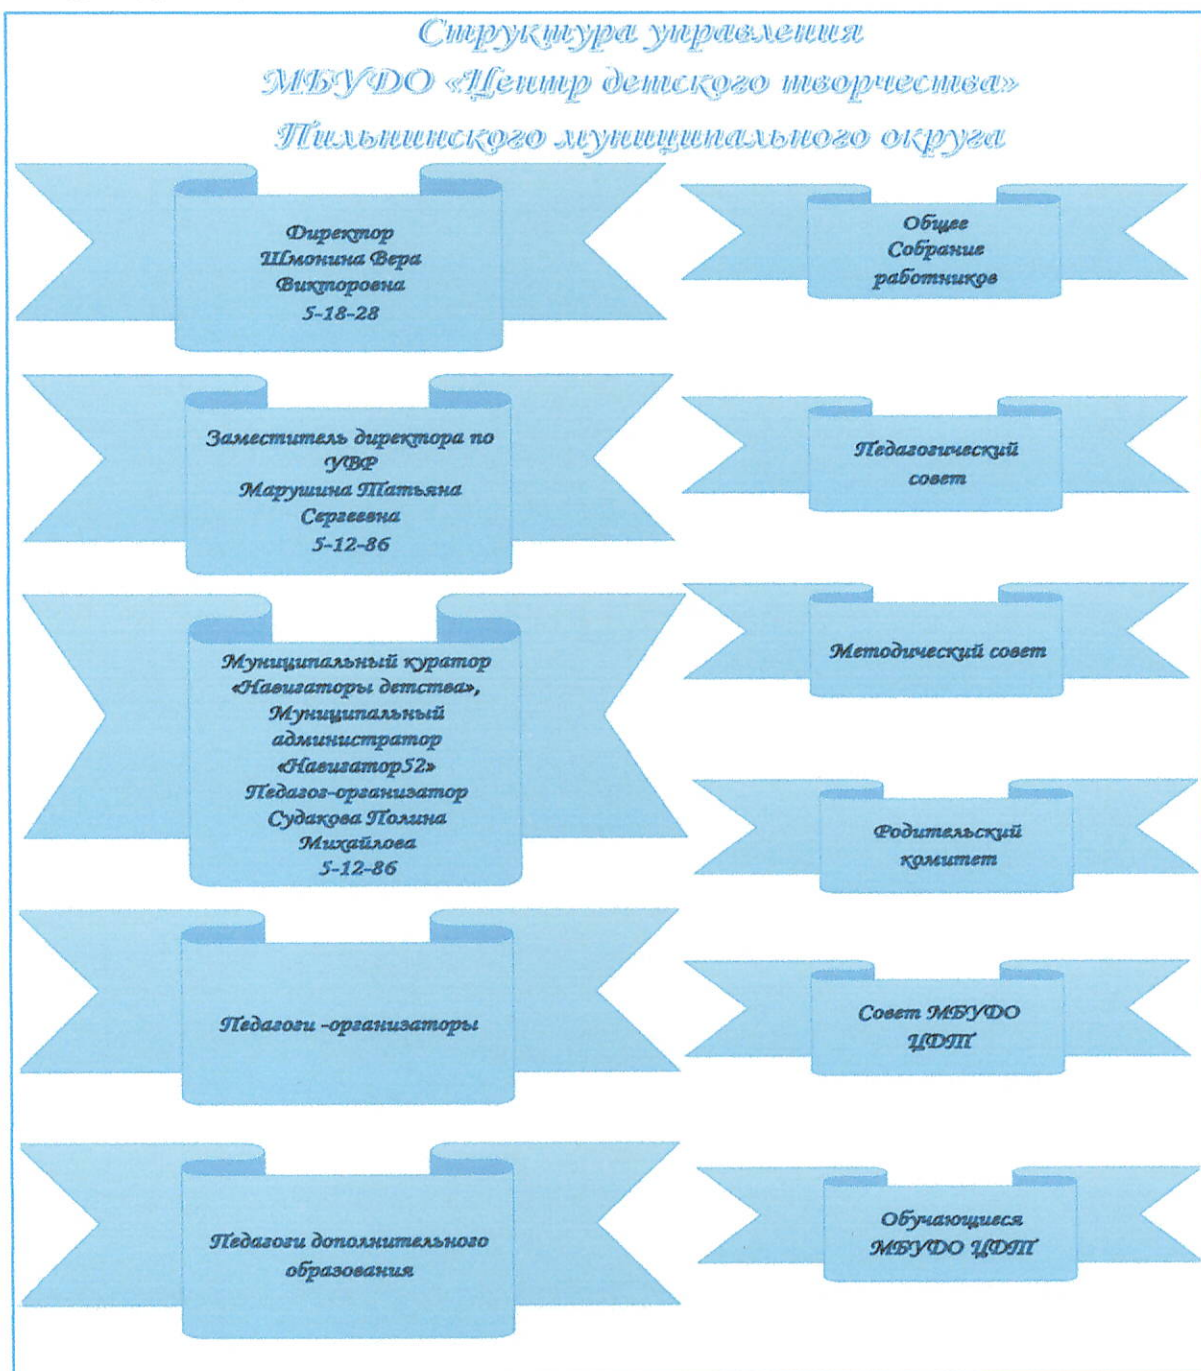 Структура управления
МБУДО «Центр детского творчества»
Пильнинского муниципального округа
Директор
Шмонина Вера
Викторовна
5-18-28
Заместитель директора по
УВР
Марушина Татьяна
Сергеевна
5-12-86
Муниципальный куратор
«Навигаторы детства»,
Муниципальный
администратор
«Навигатор52»
Педагог-организатор
Судакова Полина
Михайлова
5-12-86
Педагоги -организаторы
Педагоги дополнительного
образования
Общее
Собрание
работников
Педагогический
совет
Методический совет
Родительский
комитет
Совет МБУДО
ЦДТ
Обучающиеся
МБУДО ЦДТ